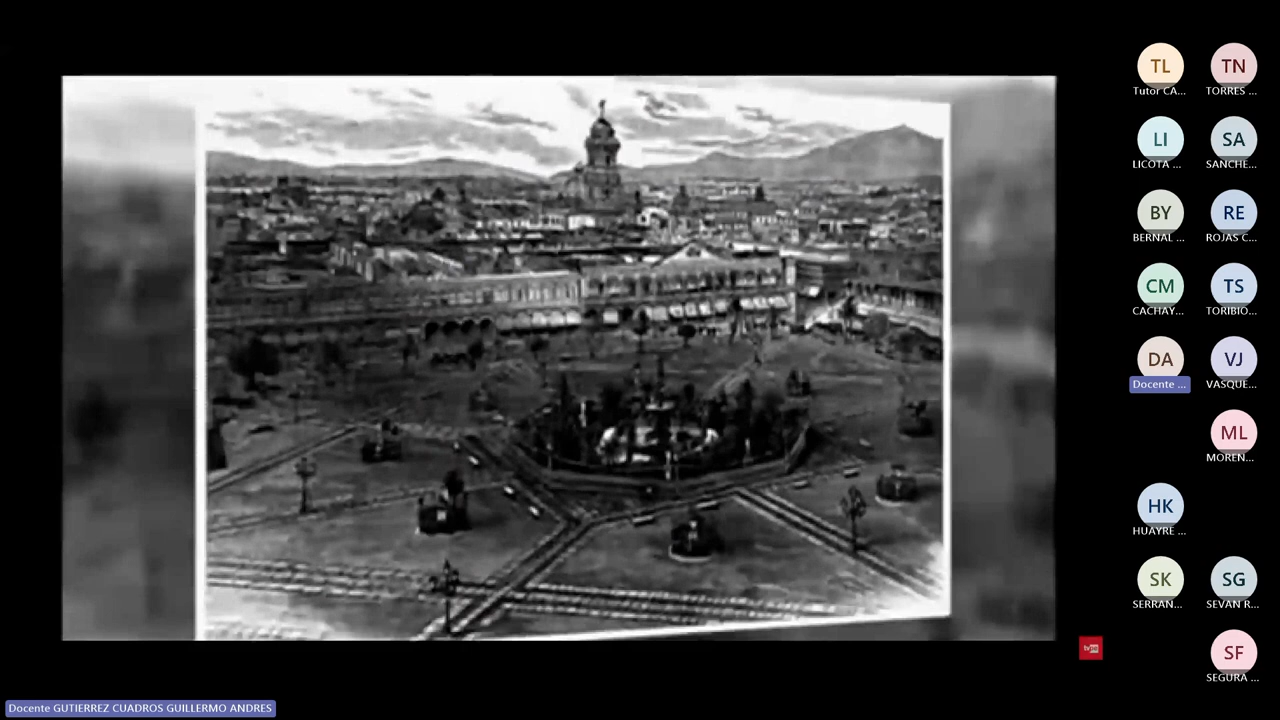 TL
TN
Tutor CA...
TORRES ...
LI
SA
LICOTA ...
SANCHE...
BY
RE
BERNAL ...
ROJAS C...
CM
TS
CACHAY...
TORIBIO...
DA
VJ
Docente ...
VASQUE...
ML
MOREN...
HK
HUAYRE ...
SK
SG
SERRAN...
SEVAN R...
SF
SEGURA ...
tvpe
Docente GUTIERREZ CUADROS GUILLERMO ANDRES